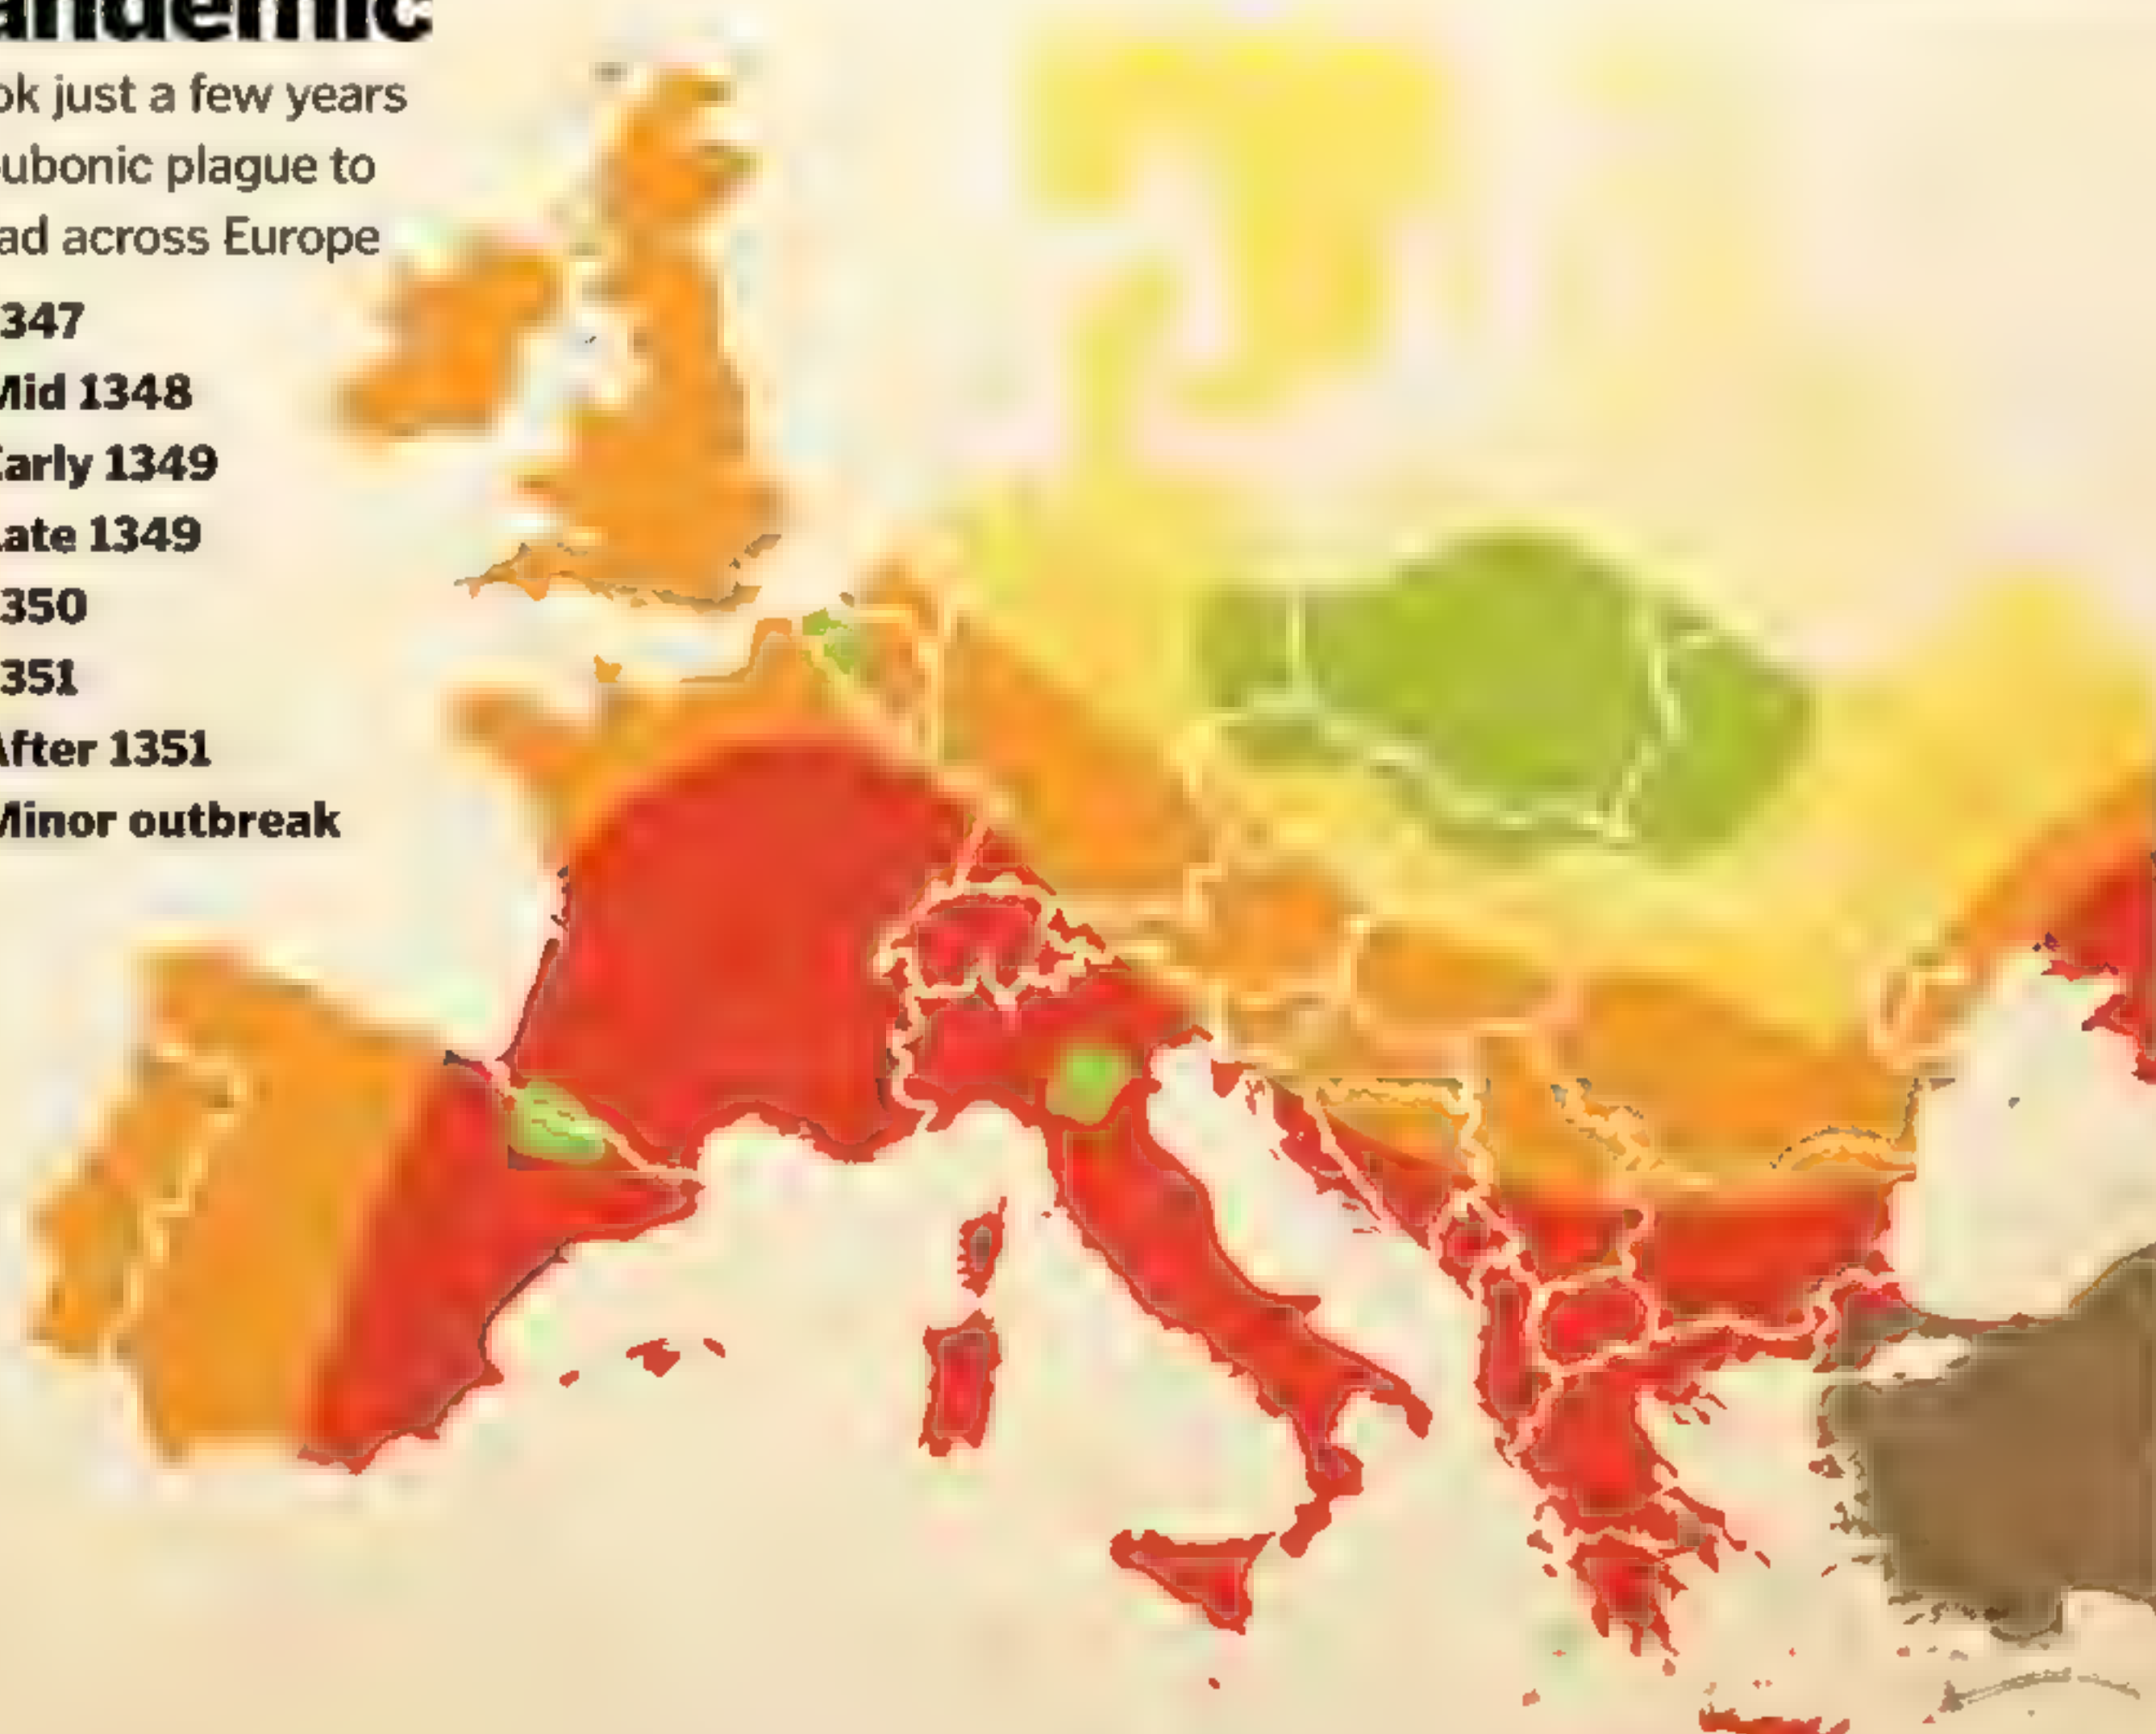 andemic
ok just a few years
ubonic plague to
ad across Europe
347
Mid 1348
Early 1349
Late 1349
350
351
After 1351
Minor outbreak